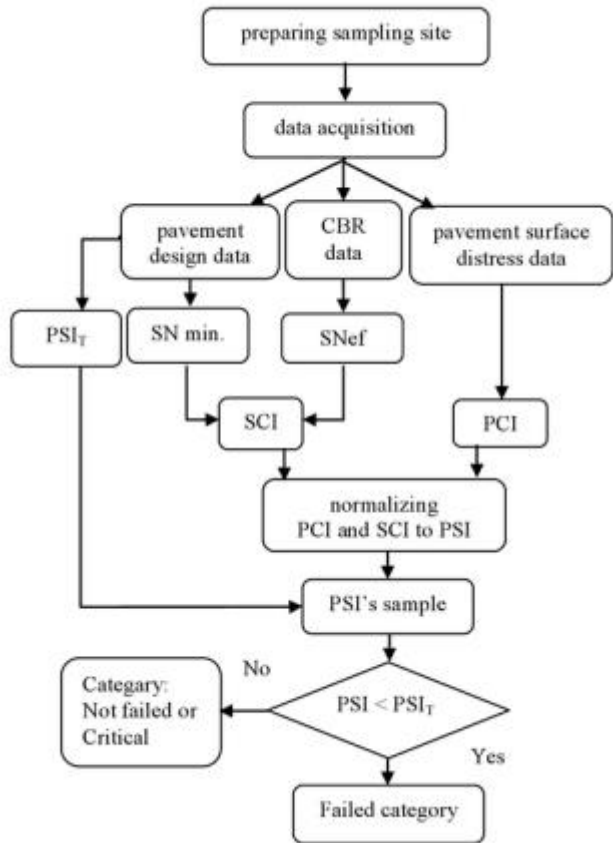 preparing sampling site
data acquisition
pavement
design data
CBR
data
pavement surface
distress data
PSIT
SN min.
SNef
SCI
PCI
normalizing
PCI and SCI to PSI
PSI’s sample
No
Categary:
Not failed or
Critical
PSI < PSIT
Yes
Failed category